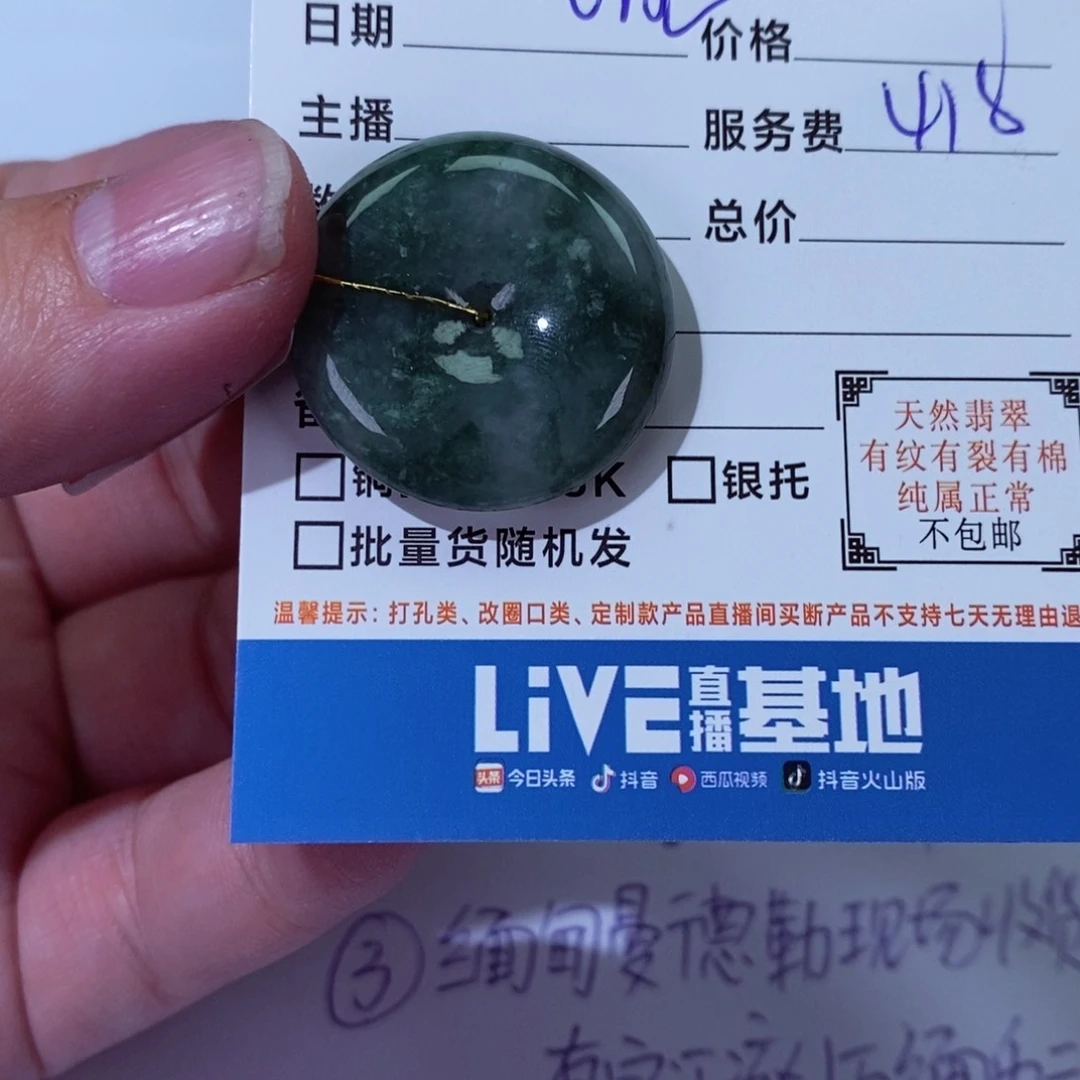 日期 价格
主播 服务费 418
总价
银托
天然翡翠
有纹有裂有棉
纯属正常
不包邮
批量货随机发
温馨提示：打孔类、改圈口类、定制款产品直播间买断产品不支持七天无理由退
LiVE直播基地
头条 今日头条 抖音 西瓜视频 抖音火山版
③缅甸曼德勒现场收货